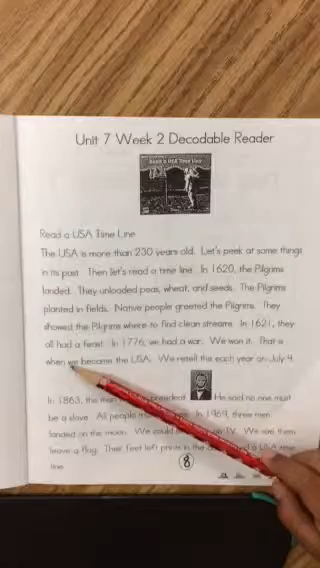 Unit 7 Week 2 Decodable Reader
Read a USA Time Line
Read a USA Time Line
The USA is more than 230 years old. Let's peek at some things
in its past. Then let's read a time line. In 1620, the Pilgrims
landed. They unloaded peas, wheat, and seeds. The Pilgrims
planted in fields. Native people greeted the Pilgrims. They
showed the Pilgrims where to find clean streams. In 1621, they
all had a feast. In 1776, we had a war. We won it. That is
when we became the USA. We retell this each year on July 4.
In 1863, this man president. He said no one must
be a slave. All people In 1969, three men
landed on the moon. We could on TV. We saw them
leave a flag. Their feet left prints in the a USA time
line.
8